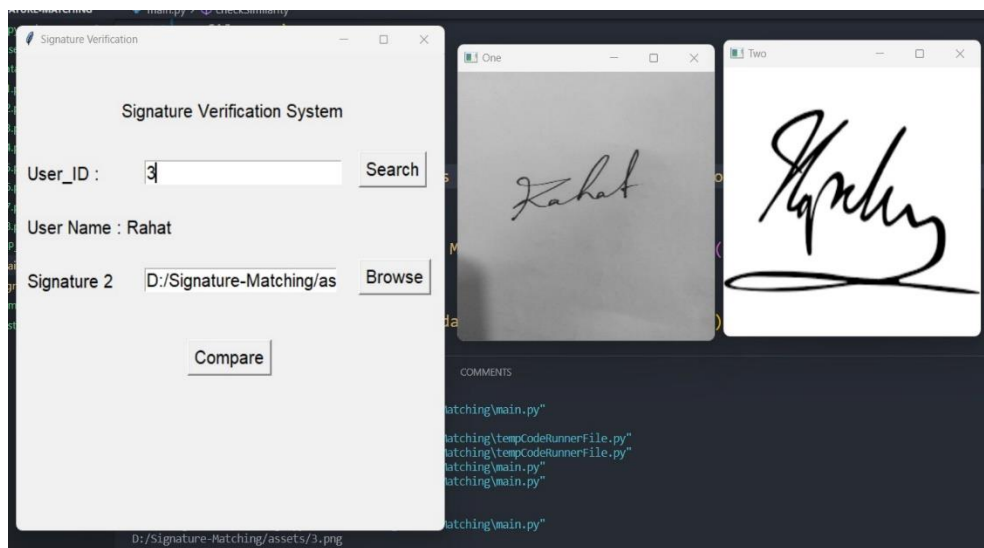 Signature Verification
Signature Verification System
User_ID :
3
Search
User Name : Rahat
Signature 2
D:/Signature-Matching/as
Browse
Compare
One
Rahat
Two
COMMENTS
atching\main.py"
atching\tempCodeRunnerFile.py"
atching\tempCodeRunnerFile.py"
atching\main.py"
atching\main.py"
atching\main.py"
D:/Signature-Matching/assets/3.png